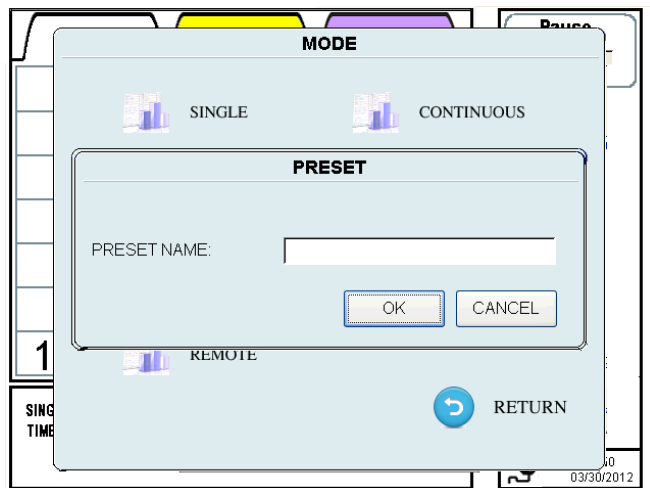 Pause
MODE
SINGLE CONTINUOUS
PRESET
PRESET NAME:
OK CANCEL
1
REMOTE
SING
RETURN
TIME
03/30/2012